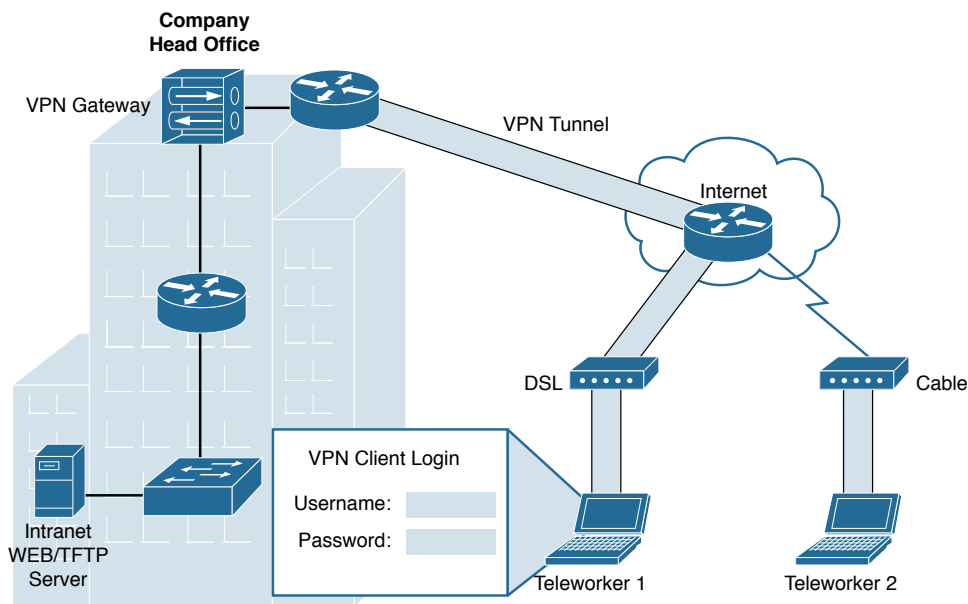 Company
Head Office
VPN Gateway
VPN Tunnel
Internet
DSL
Cable
VPN Client Login
Username:
Password:
Intranet
WEB/TFTP
Server
Teleworker 1
Teleworker 2